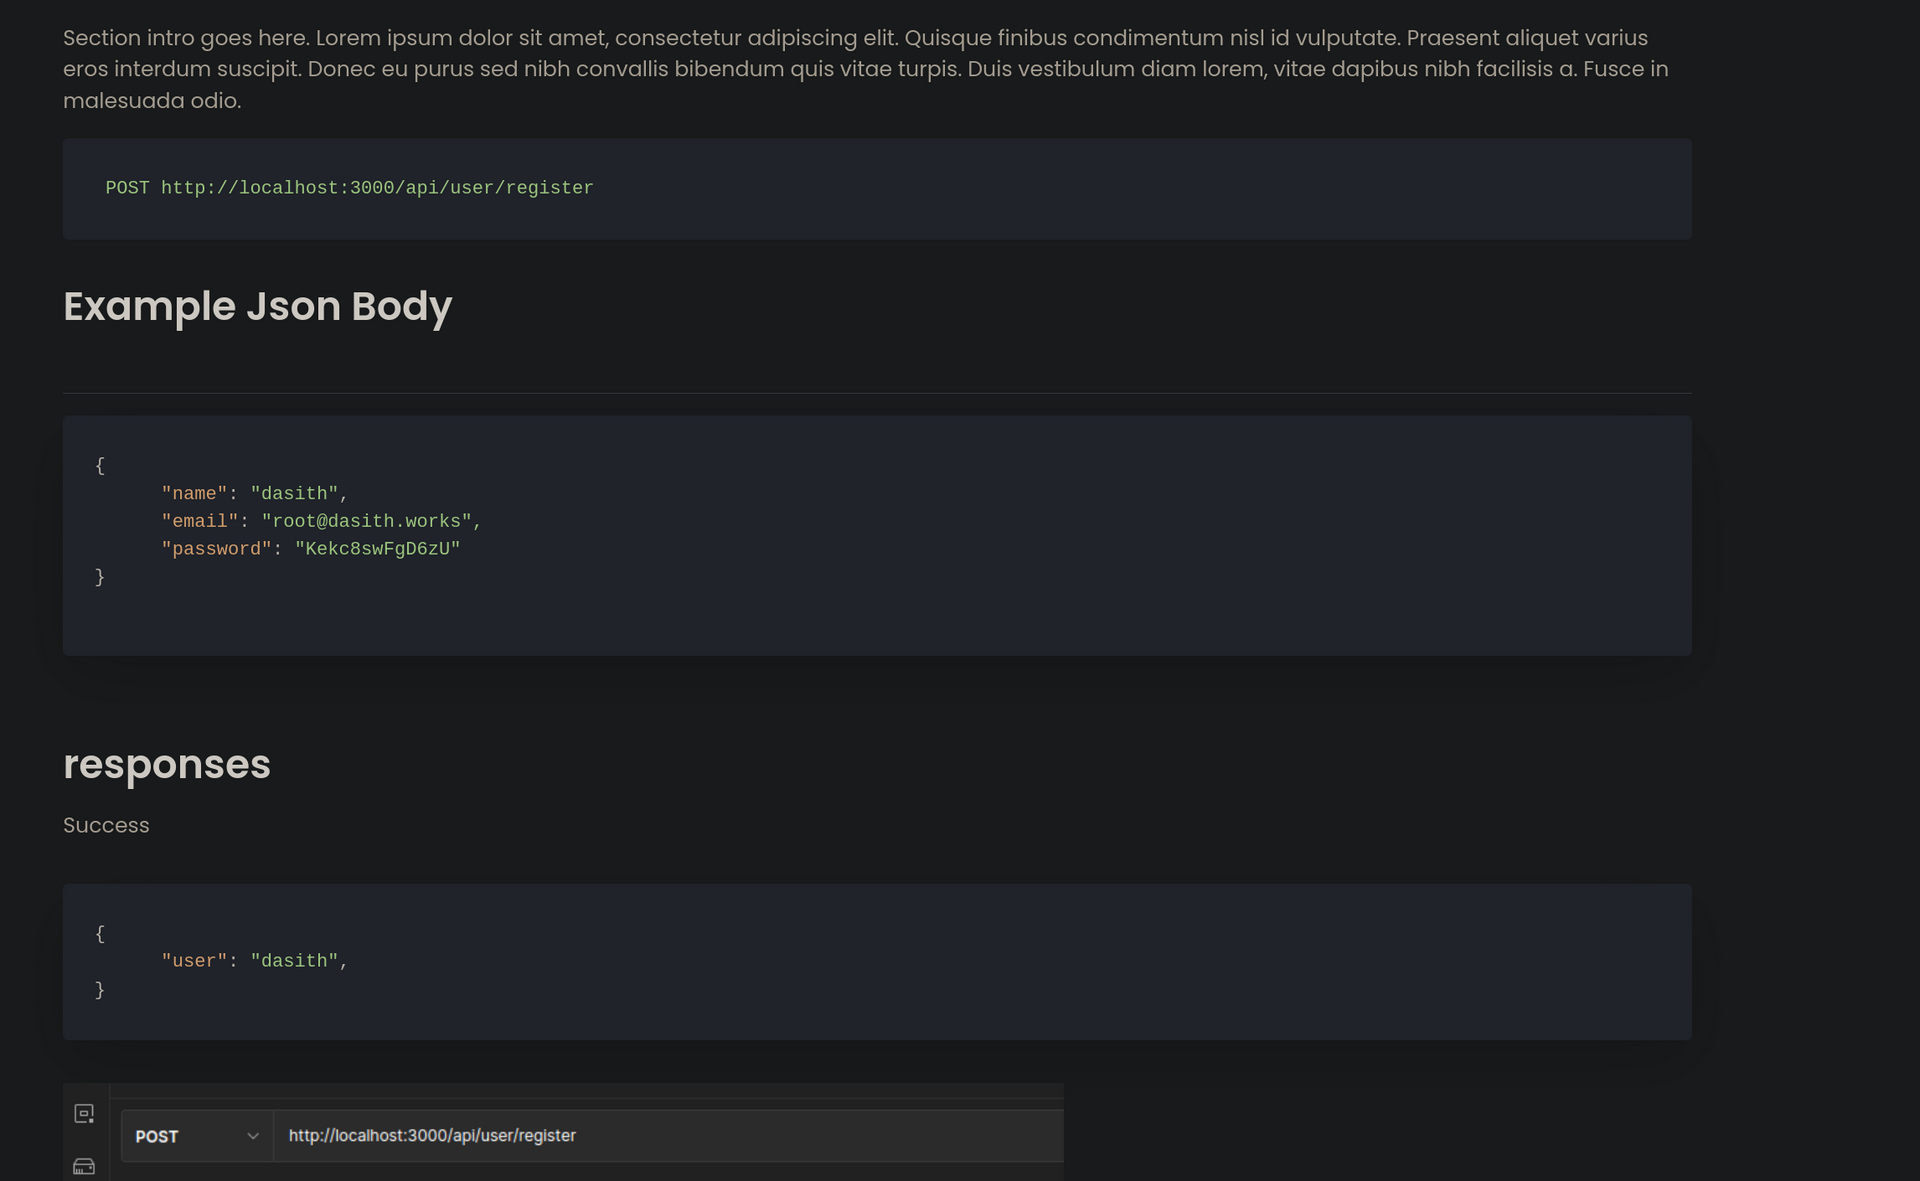 Section intro goes here. Lorem ipsum dolor sit amet, consectetur adipiscing elit. Quisque finibus condimentum nisl id vulputate. Praesent aliquet varius
eros interdum suscipit. Donec eu purus sed nibh convallis bibendum quis vitae turpis. Duis vestibulum diam lorem, vitae dapibus nibh facilisis a. Fusce in
malesuada odio.
POST http://localhost:3000/api/user/register
Example Json Body
{
"name": "dasith",
"email": "root@dasith.works",
"password": "Kekc8swFgD6zU"
}
responses
Success
{
"user": "dasith",
}
POST http://localhost:3000/api/user/register